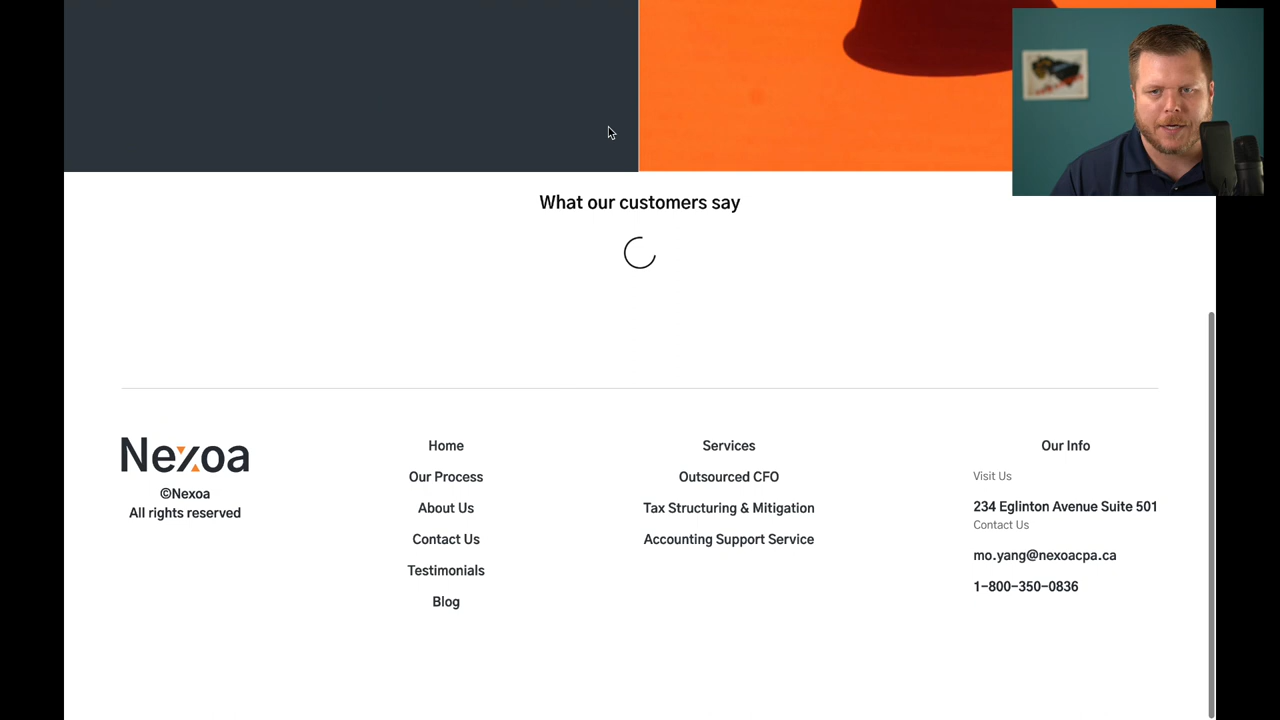 What our customers say
Nexoa
©Nexoa
All rights reserved
Home
Our Process
About Us
Contact Us
Testimonials
Blog
Services
Outsourced CFO
Tax Structuring & Mitigation
Accounting Support Service
Our Info
Visit Us
234 Eglinton Avenue Suite 501
Contact Us
mo.yang@nexoacpa.ca
1-800-350-0836